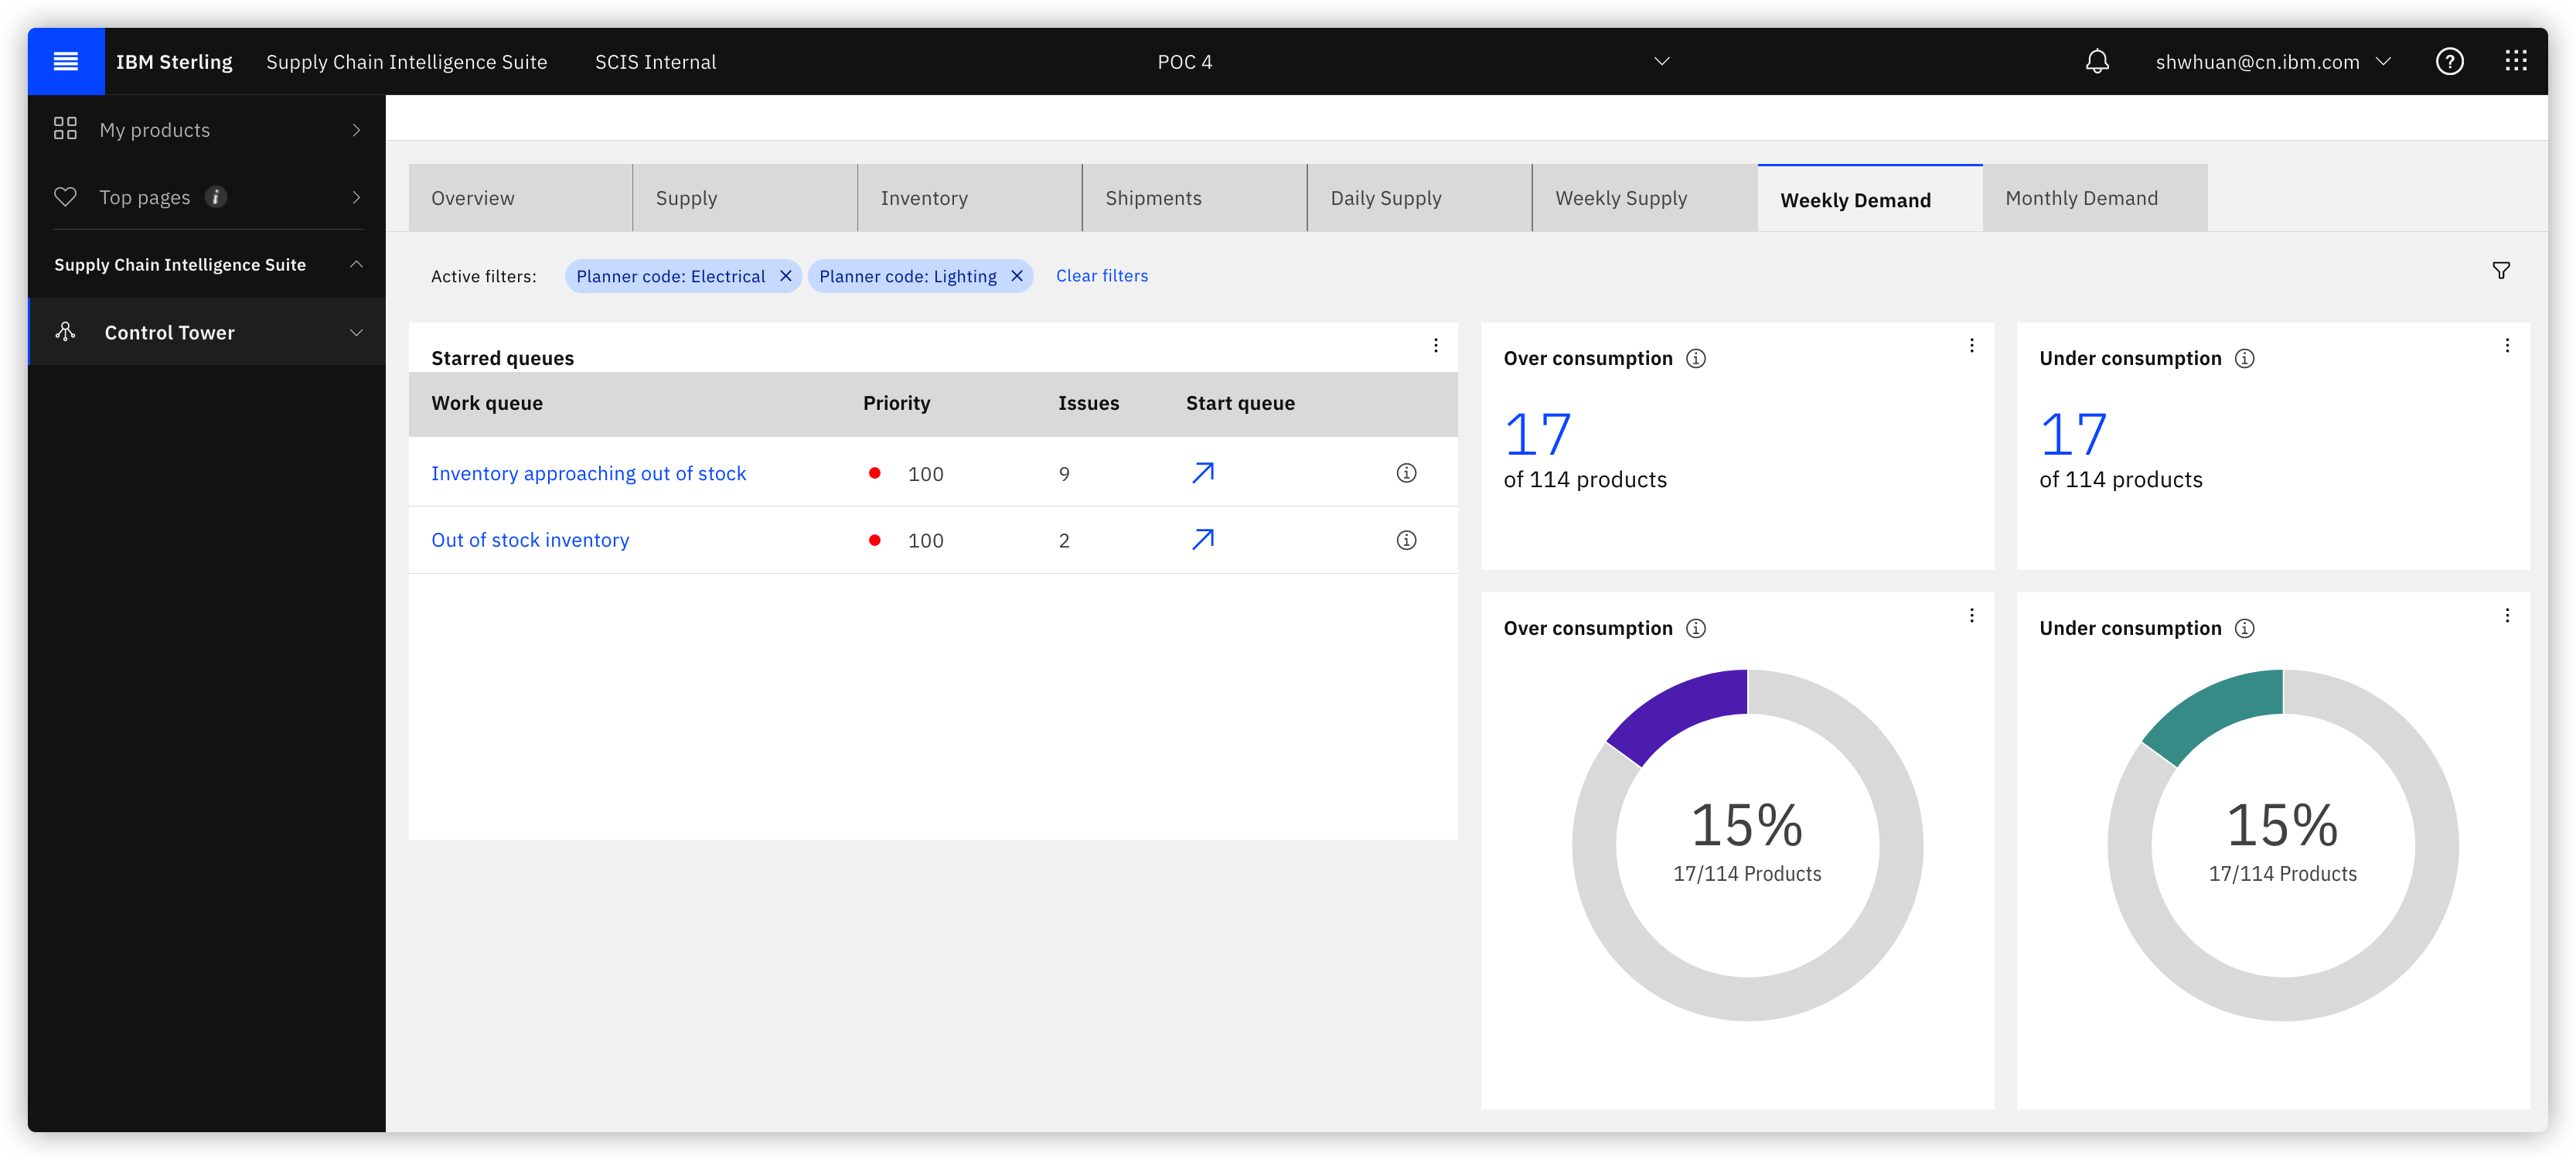 IBM Sterling Supply Chain Intelligence Suite SCIS Internal POC 4 shwhuan@cn.ibm.com ?
My products
Top pages i
Supply Chain Intelligence Suite
Control Tower
Overview Supply Inventory Shipments Daily Supply Weekly Supply Weekly Demand Monthly Demand
Active filters: Planner code: Electrical × Planner code: Lighting × Clear filters
Starred queues
Work queue Priority Issues Start queue
Inventory approaching out of stock 100 9
Out of stock inventory 100 2
Over consumption
17
of 114 products
Under consumption
17
of 114 products
Over consumption
15%
17/114 Products
Under consumption
15%
17/114 Products